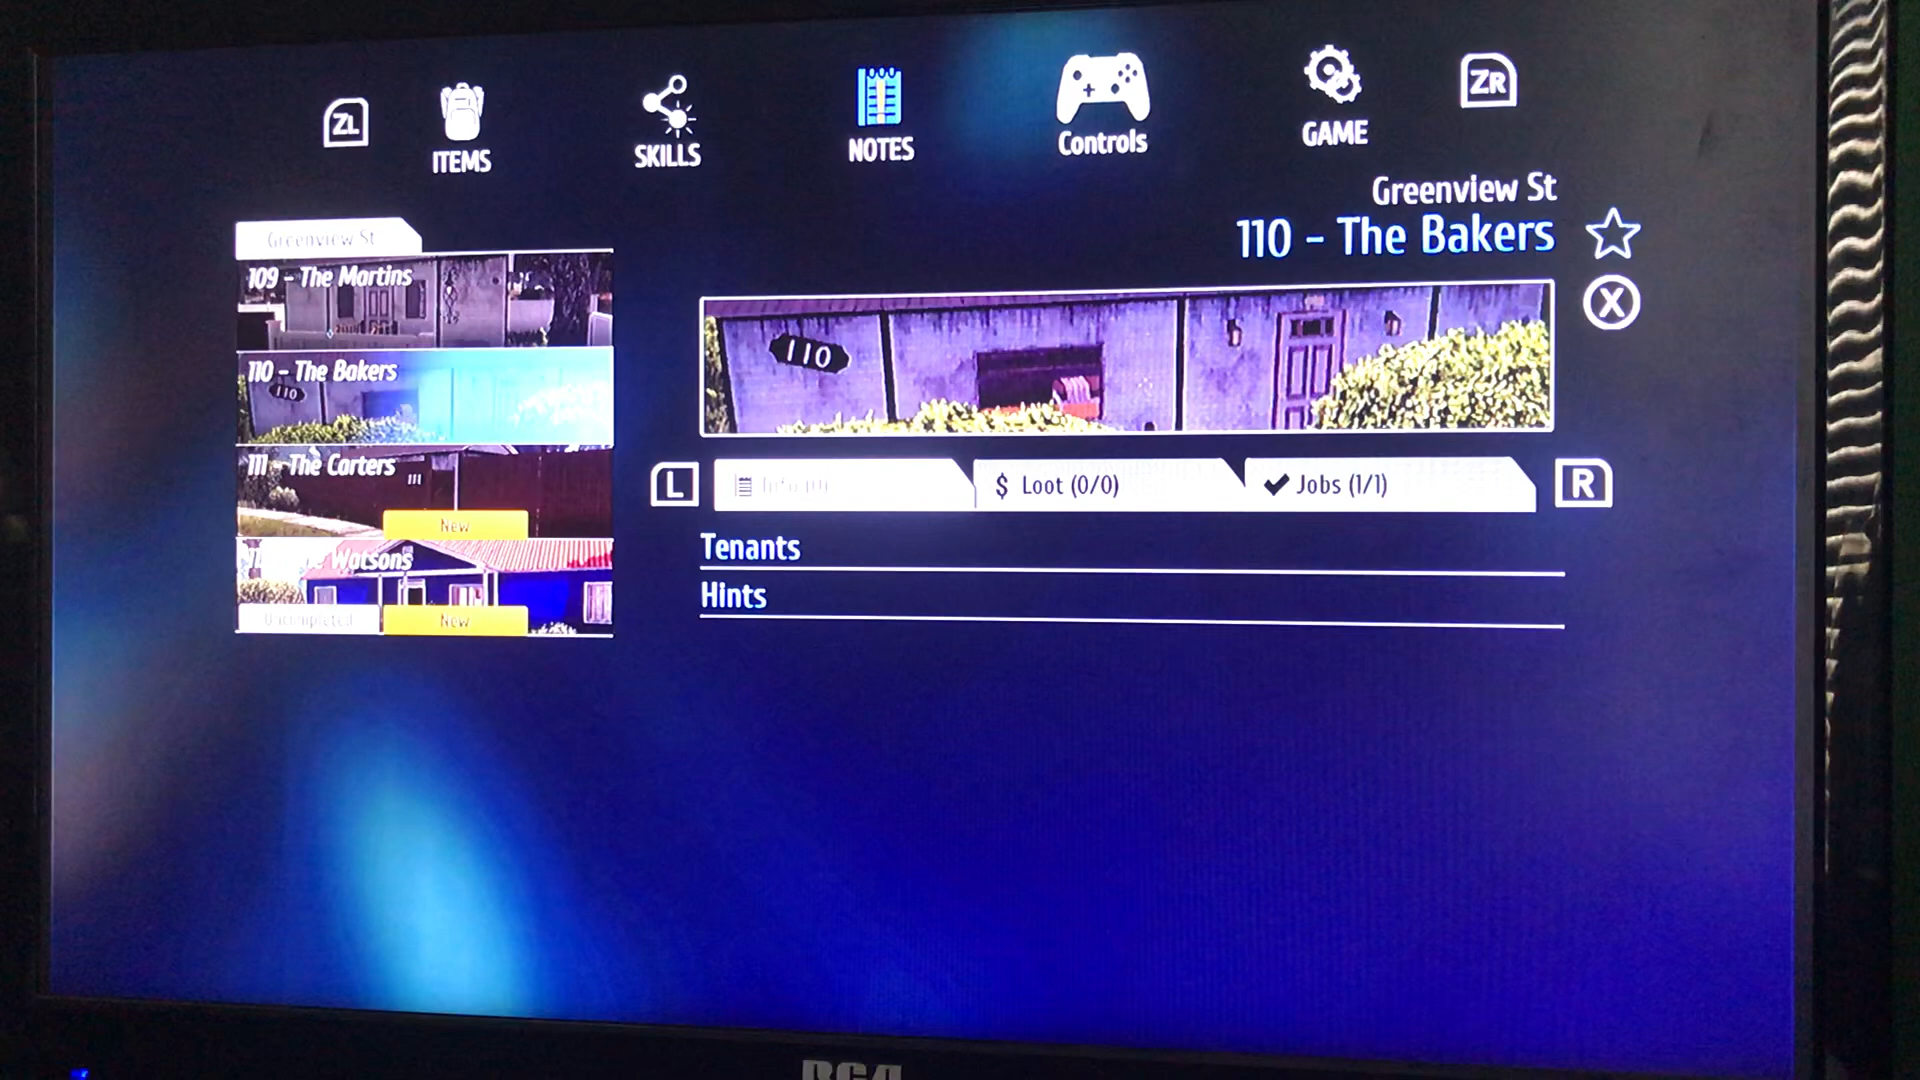 ZL
ITEMS
SKILLS
NOTES
Controls
GAME
ZR
Greenview St
110 - The Bakers
X
Greenview St
109 - The Martins
110 - The Bakers
110
111 - The Carters
111
New
Watsons
New
110
L
$ Loot (0/0)
Jobs (1/1)
R
Tenants
Hints
RCA